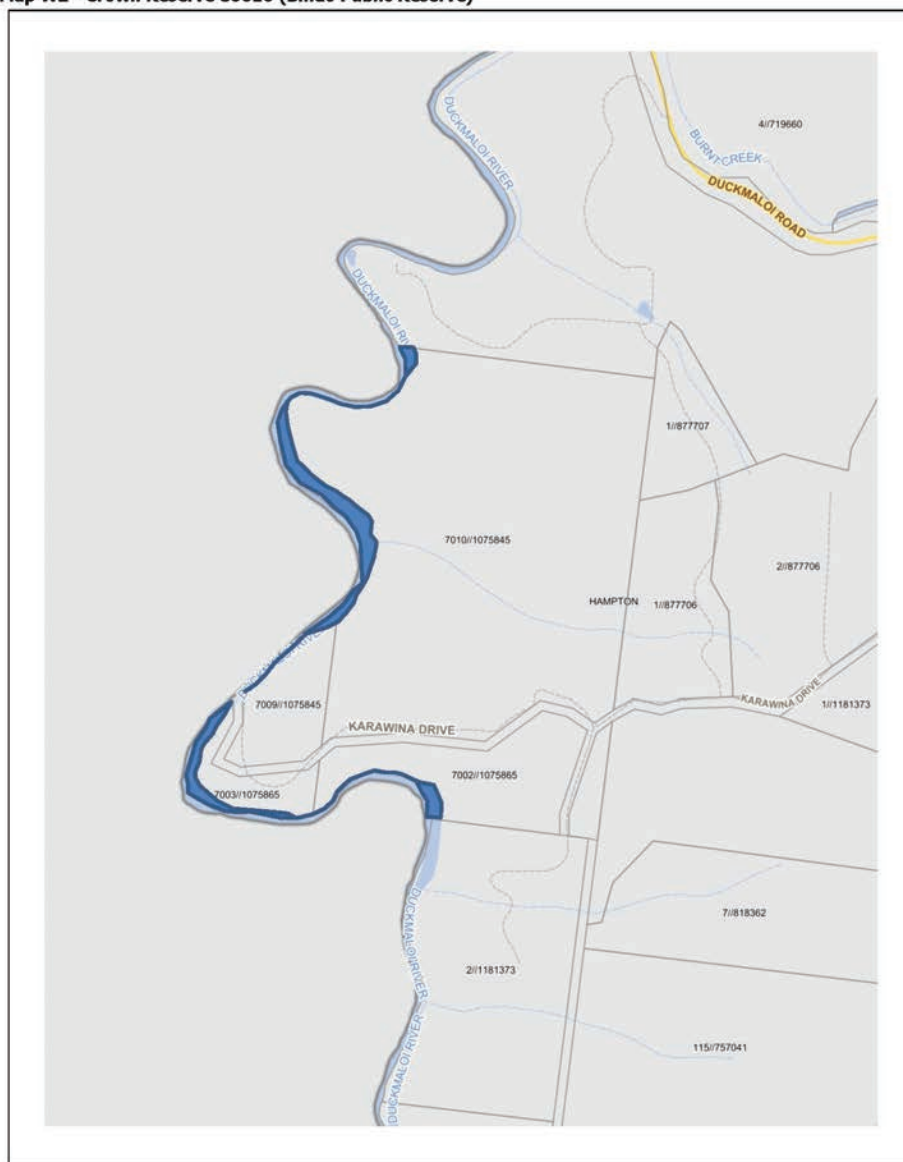 DUCKMALOI RIVER
4//719660
BURNT CREEK
DUCKMALOI ROAD
DUCKMALOI RIV
1//877707
7010//1075845
2//877706
HAMPTON
1//877706
KARAWINA DRIVE
7009//1075845
1//1181373
KARAWINA DRIVE
7002//1075865
7003//1075865
7//818362
DUCKMALOI RIVER
2//1181373
DUCKMALOI RIVER
115//757041